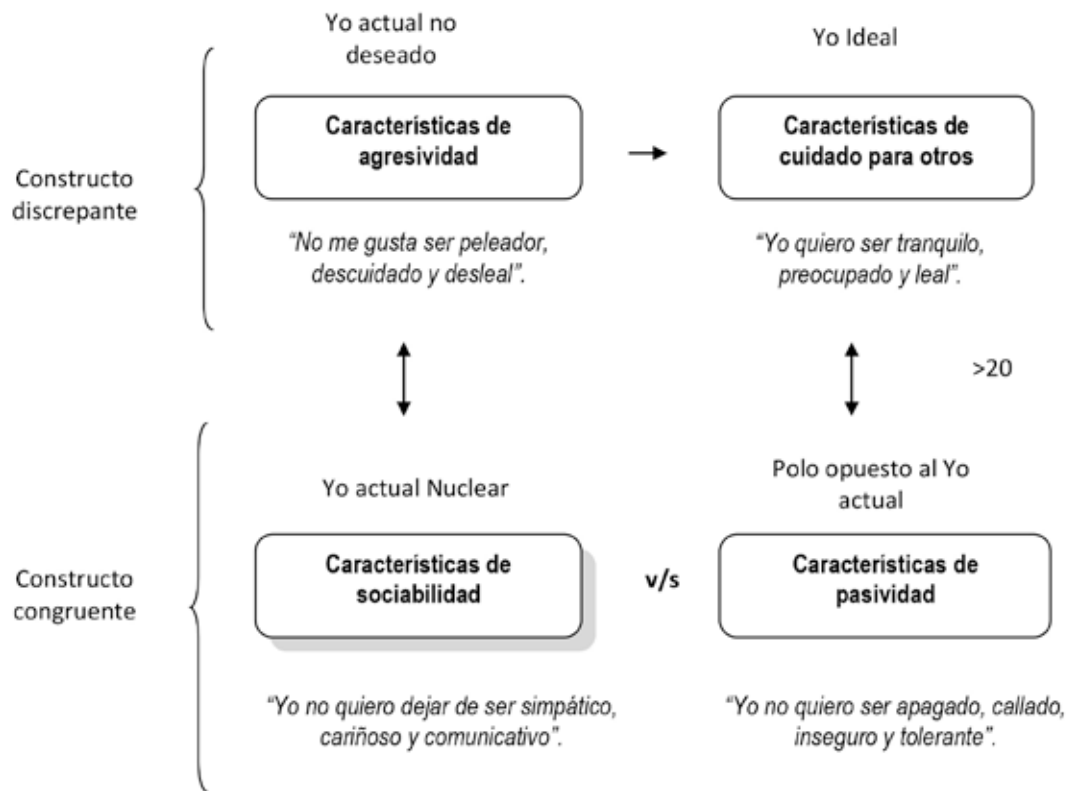 Yo actual no
deseado
Yo Ideal
Características de
agresividad
Características de
cuidado para otros
Constructo
discrepante
“No me gusta ser peleador,
descuidado y desleal”.
“Yo quiero ser tranquilo,
preocupado y leal”.
>20
Yo actual Nuclear
Polo opuesto al Yo
actual
Constructo
congruente
Características de
sociabilidad
v/s
Características de
pasividad
“Yo no quiero dejar de ser simpático,
cariñoso y comunicativo”.
“Yo no quiero ser apagado, callado,
inseguro y tolerante”.